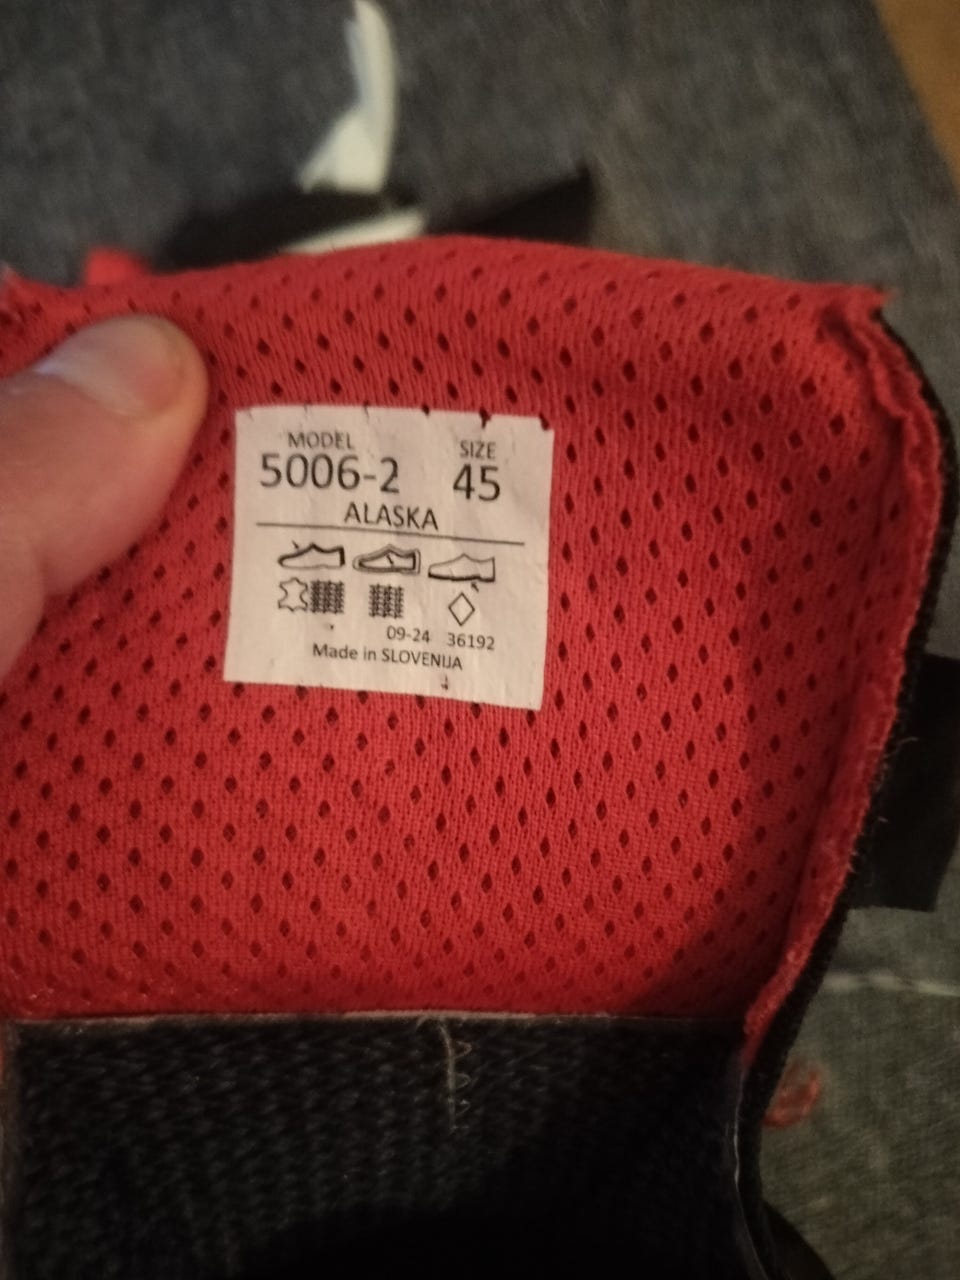 MODEL SIZE
5006-2 45
ALASKA
09-24 36192
Made in SLOVENIJA